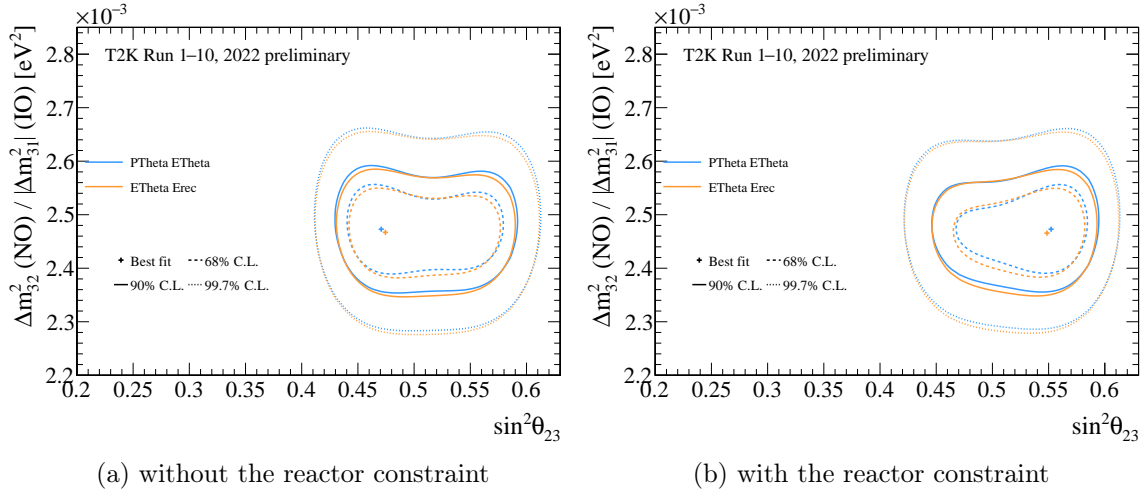 ×10⁻³
2.8
2.7
2.6
2.5
2.4
2.3
2.2
Δm²₃₂ (NO) / |Δm²₃₁| (IO) [eV²]
T2K Run 1–10, 2022 preliminary
PTheta ETheta
ETheta Erec
Best fit 68% C.L.
90% C.L. 99.7% C.L.
0.2 0.25 0.3 0.35 0.4 0.45 0.5 0.55 0.6
sin²θ₂₃
(a) without the reactor constraint
×10⁻³
2.8
2.7
2.6
2.5
2.4
2.3
2.2
Δm²₃₂ (NO) / |Δm²₃₁| (IO) [eV²]
T2K Run 1–10, 2022 preliminary
PTheta ETheta
ETheta Erec
Best fit 68% C.L.
90% C.L. 99.7% C.L.
0.2 0.25 0.3 0.35 0.4 0.45 0.5 0.55 0.6
sin²θ₂₃
(b) with the reactor constraint